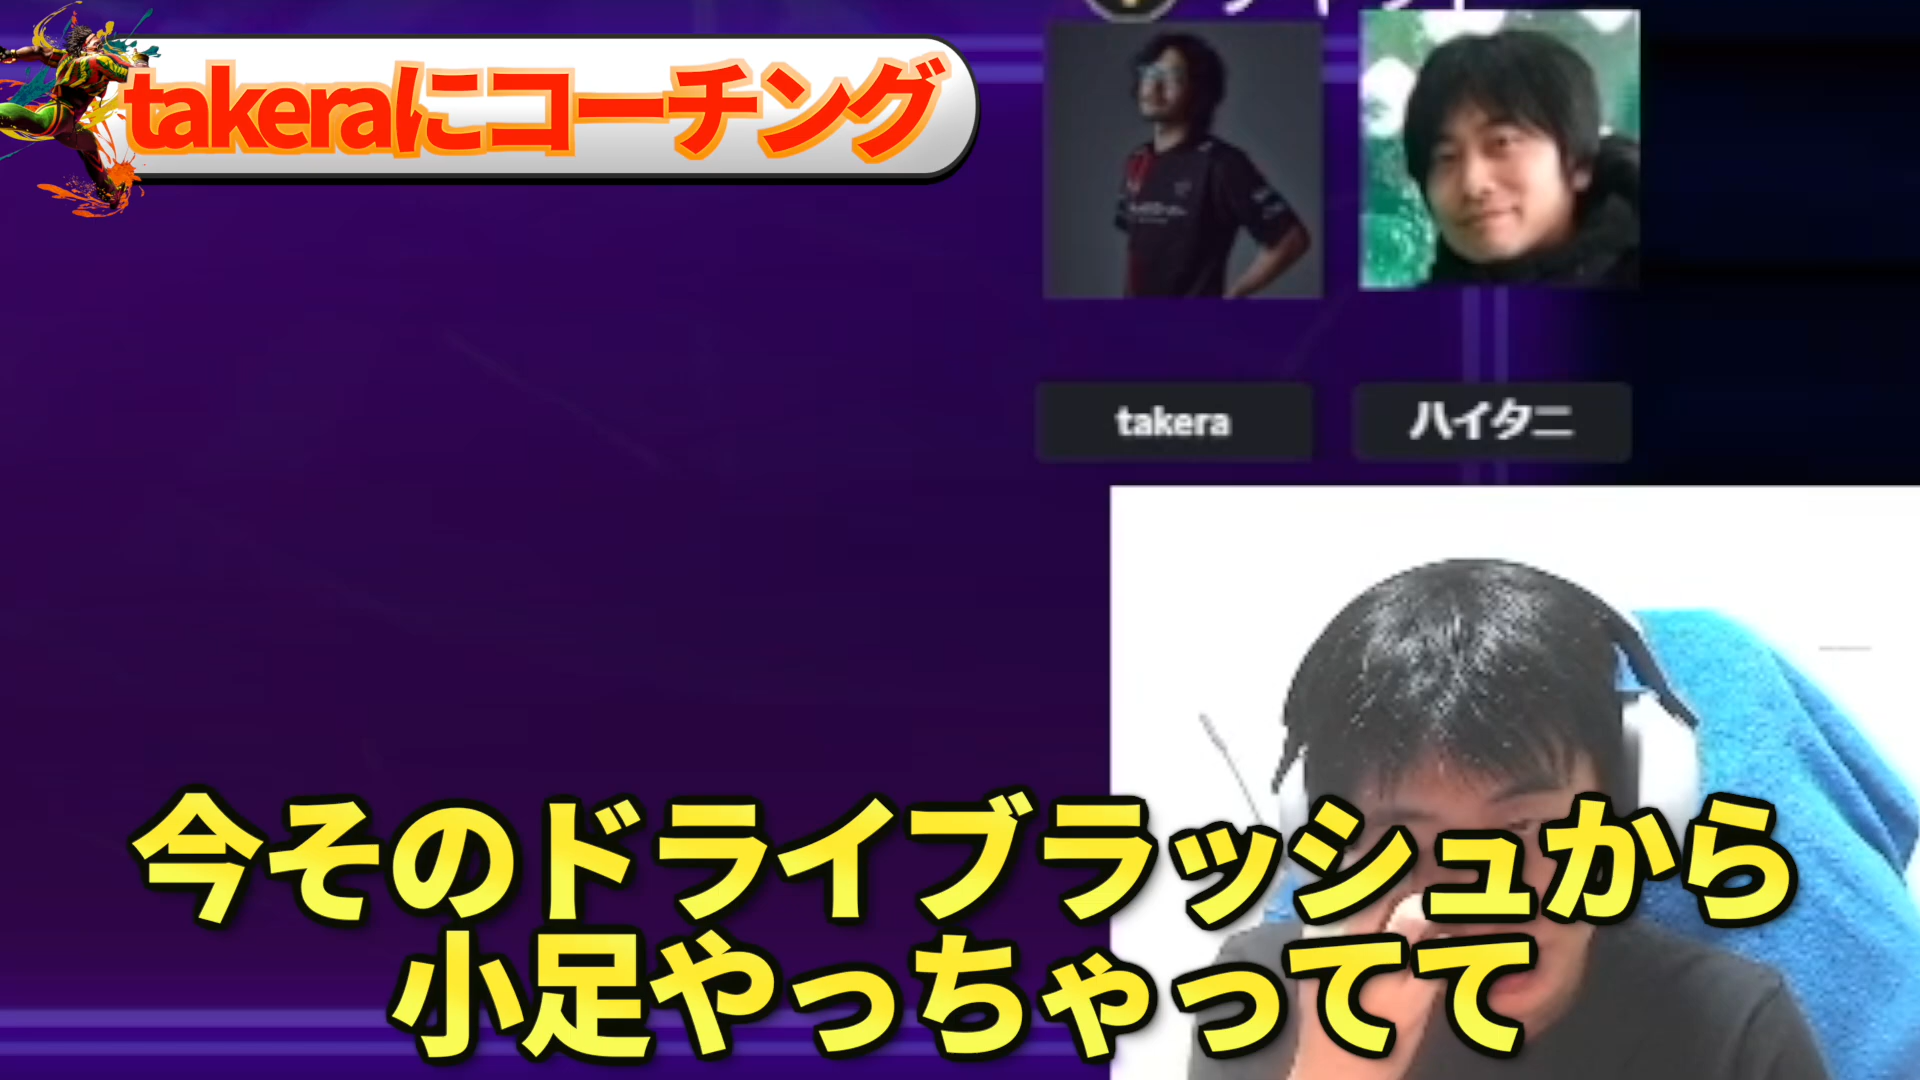 takeraにコーチング
takera
ハイタニ
今そのドライブラッシュから
小足やっちゃってて